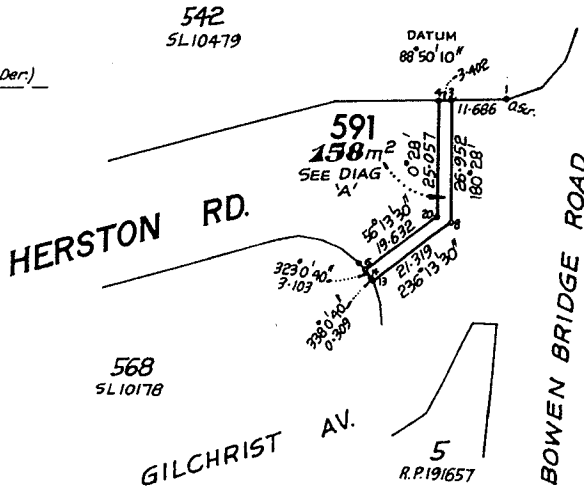 542
SL10479
Der.)
DATUM
88°50'10"
3·402
11·686
O.Scr.
591
158m²
SEE DIAG
'A'
0°28'
25·057
26·952
180°28'
HERSTON RD.
56°13'30"
19·632
20
8
21·319
236°13'30"
323°0'40"
3·103
13
338°0'40"
0·309
568
SL10178
GILCHRIST AV.
5
R.P.191657
BOWEN BRIDGE ROAD